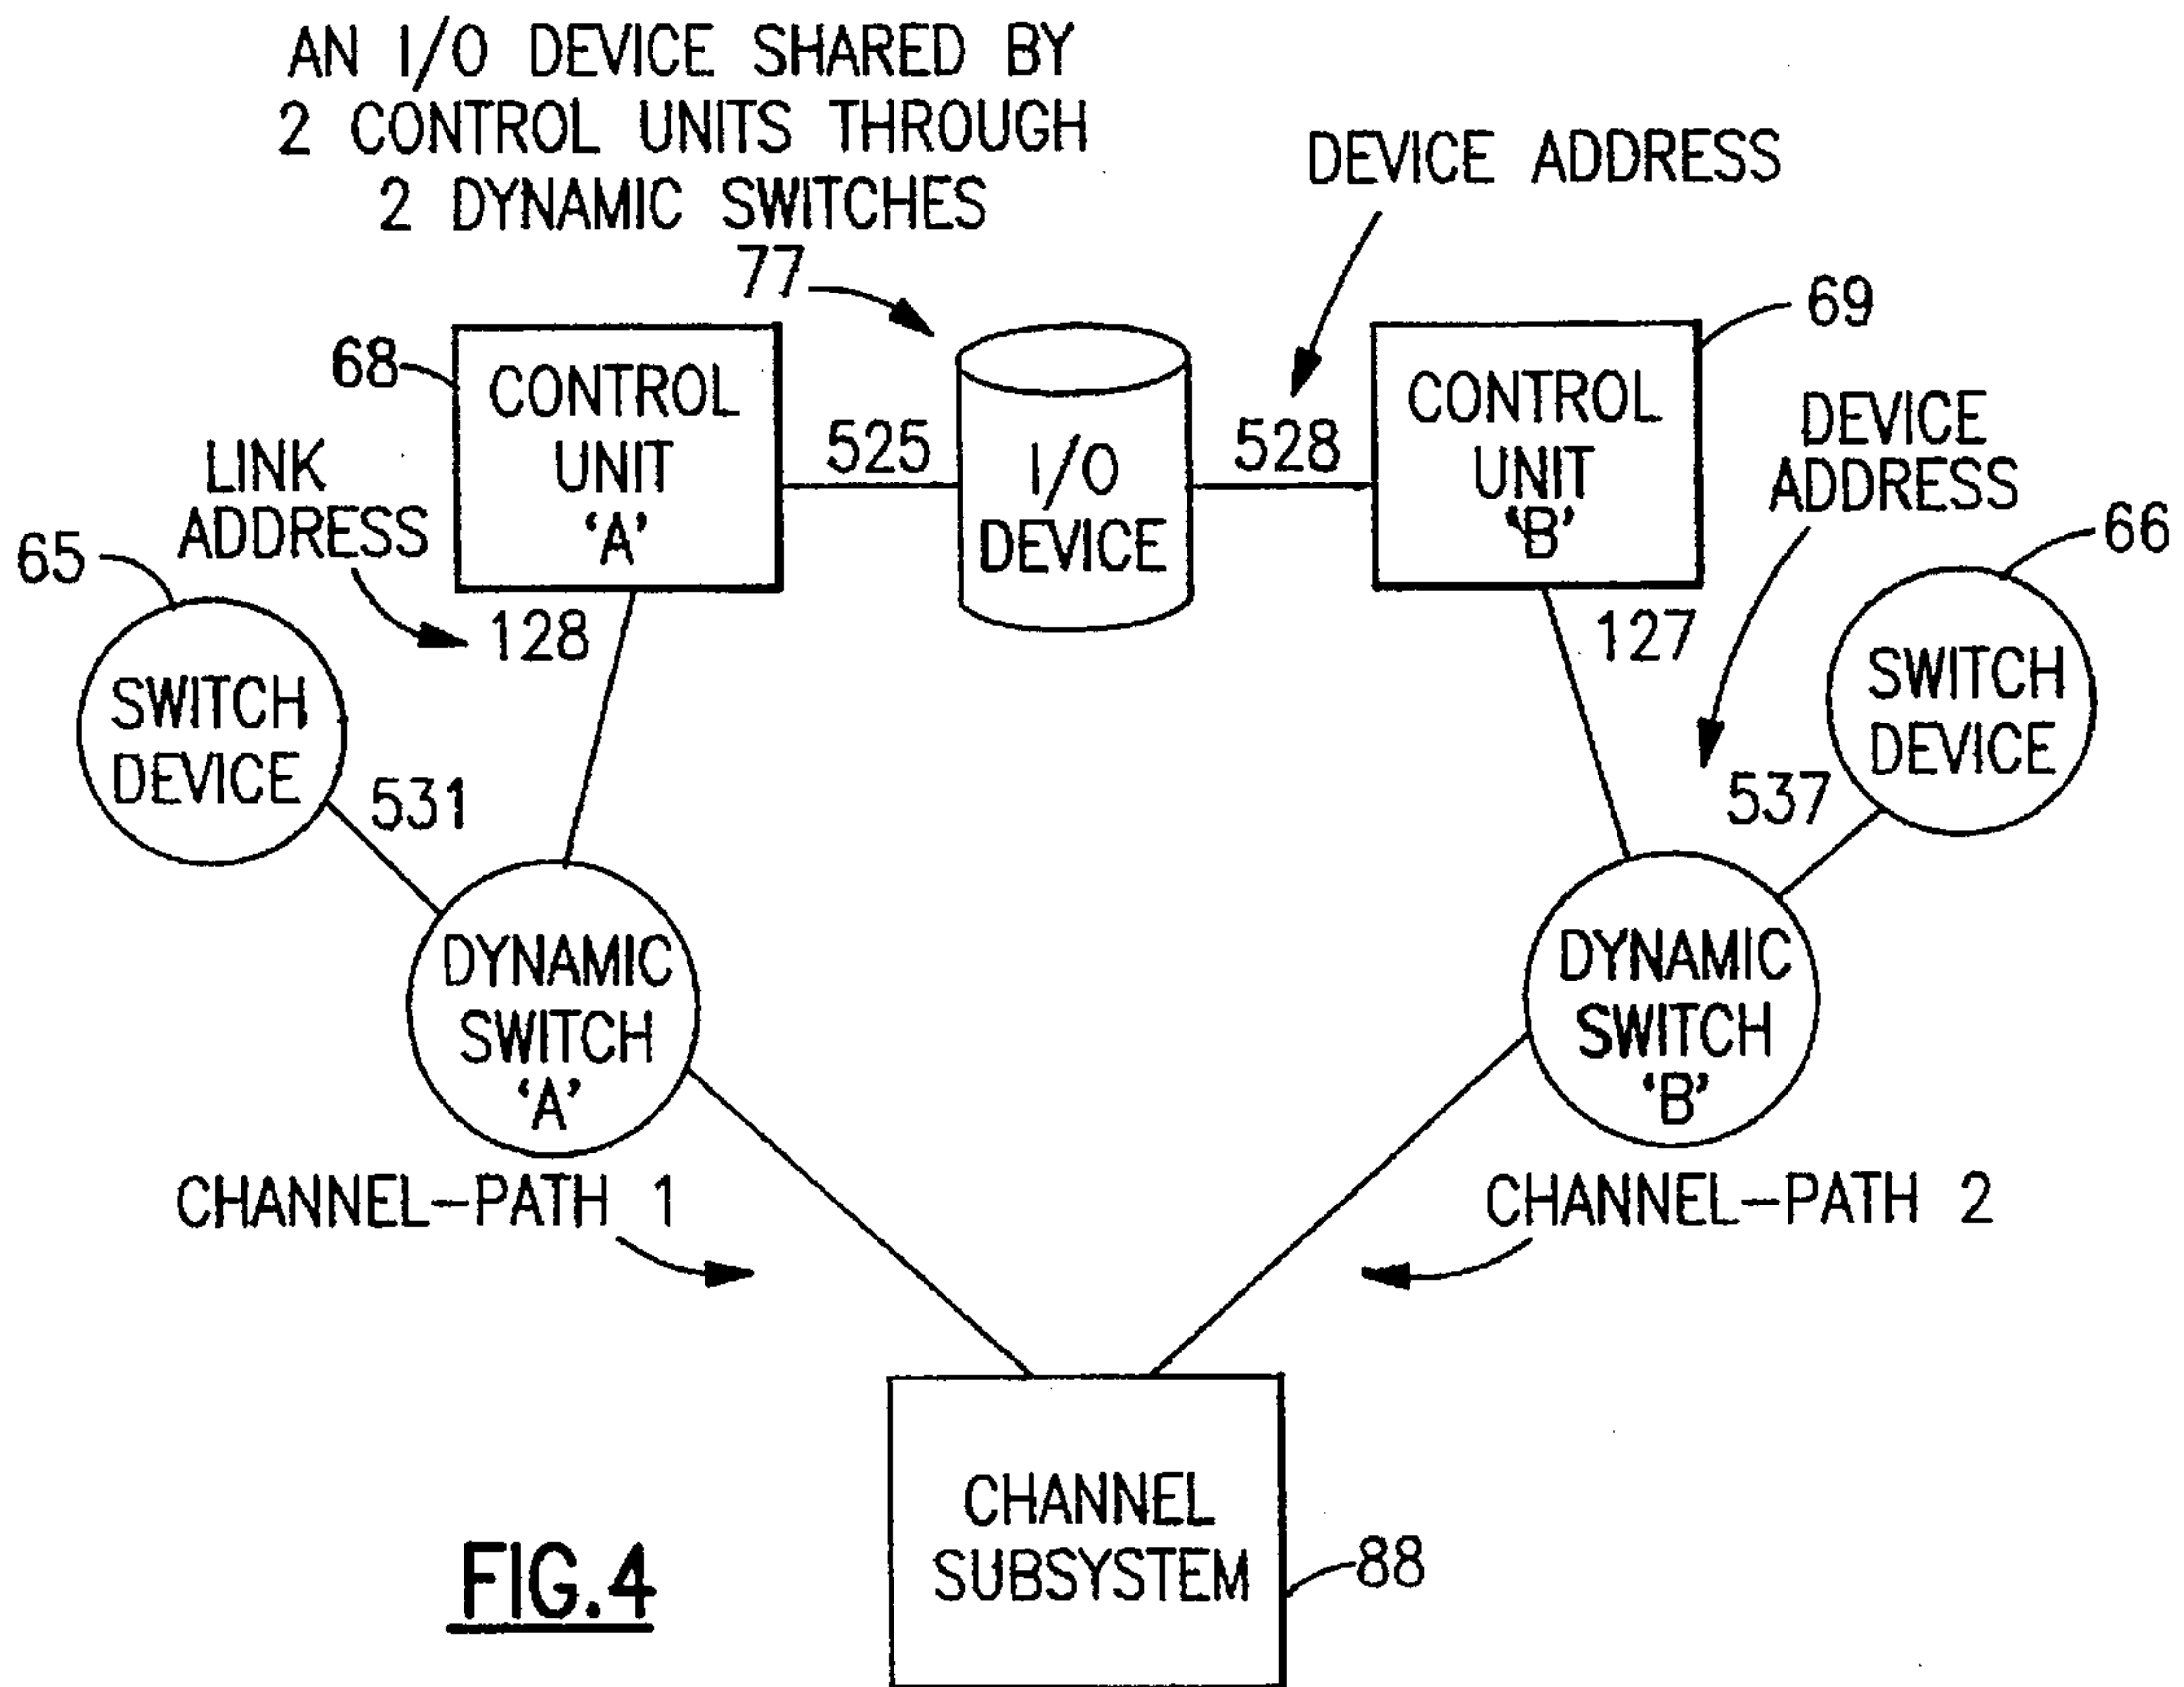 AN I/O DEVICE SHARED BY
2 CONTROL UNITS THROUGH
2 DYNAMIC SWITCHES
77
DEVICE ADDRESS
69
68
CONTROL
UNIT
‘A’
525
I/O
DEVICE
528
CONTROL
UNIT
‘B’
DEVICE
ADDRESS
LINK
ADDRESS
65
66
128
127
SWITCH
DEVICE
531
SWITCH
DEVICE
537
DYNAMIC
SWITCH
‘A’
DYNAMIC
SWITCH
‘B’
CHANNEL–PATH 1
CHANNEL–PATH 2
CHANNEL
SUBSYSTEM
88
FIG.4